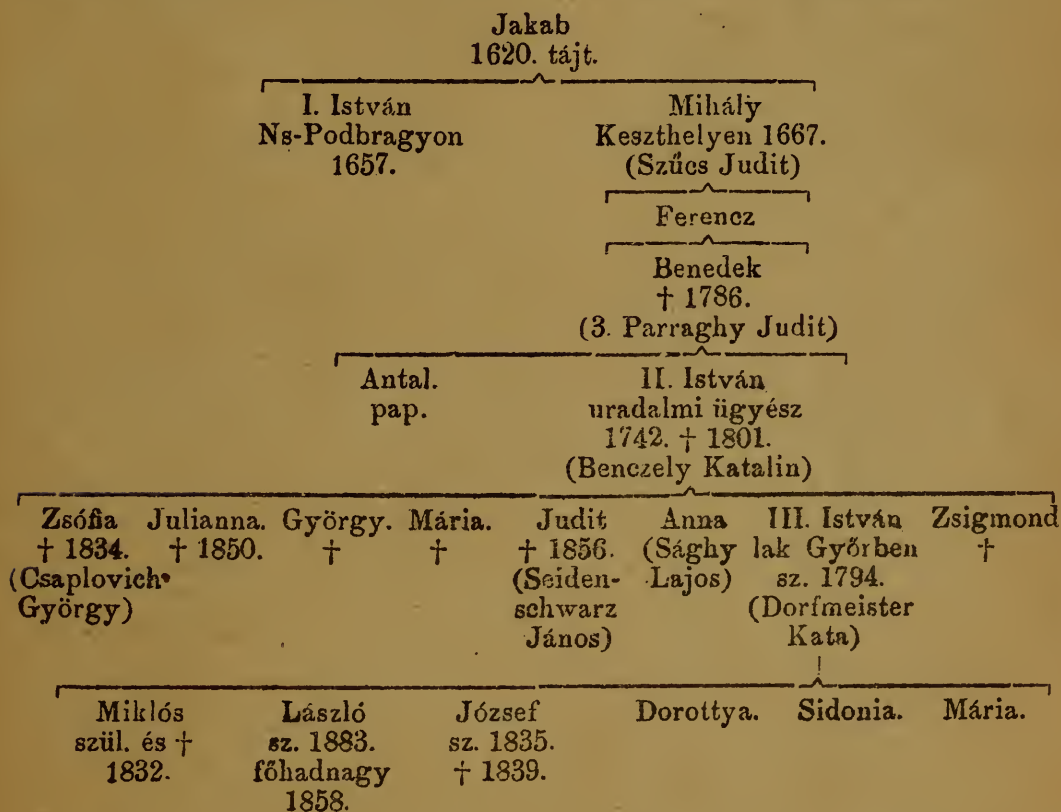 Jakab
1620. tájt.
I. István Mihály
Ns-Podbragyon Keszthelyen 1667.
1657. (Szűcs Judit)
Ferencz
Benedek
† 1786.
(3. Parraghy Judit)
Antal. II. István
pap. uradalmi ügyész
1742. † 1801.
(Benczely Katalin)
Zsófia Julianna. György. Mária. Judit Anna III. István Zsigmond
† 1834. † 1850. † † † 1856. (Sághy lak Győrben †
(Csaplovich (Seiden- Lajos) sz. 1794.
György) schwarz (Dorfmeister
János) Kata)
Miklós László József Dorottya. Sidonia. Mária.
szül. és † sz. 1883. sz. 1835.
1832. főhadnagy † 1839.
1858.